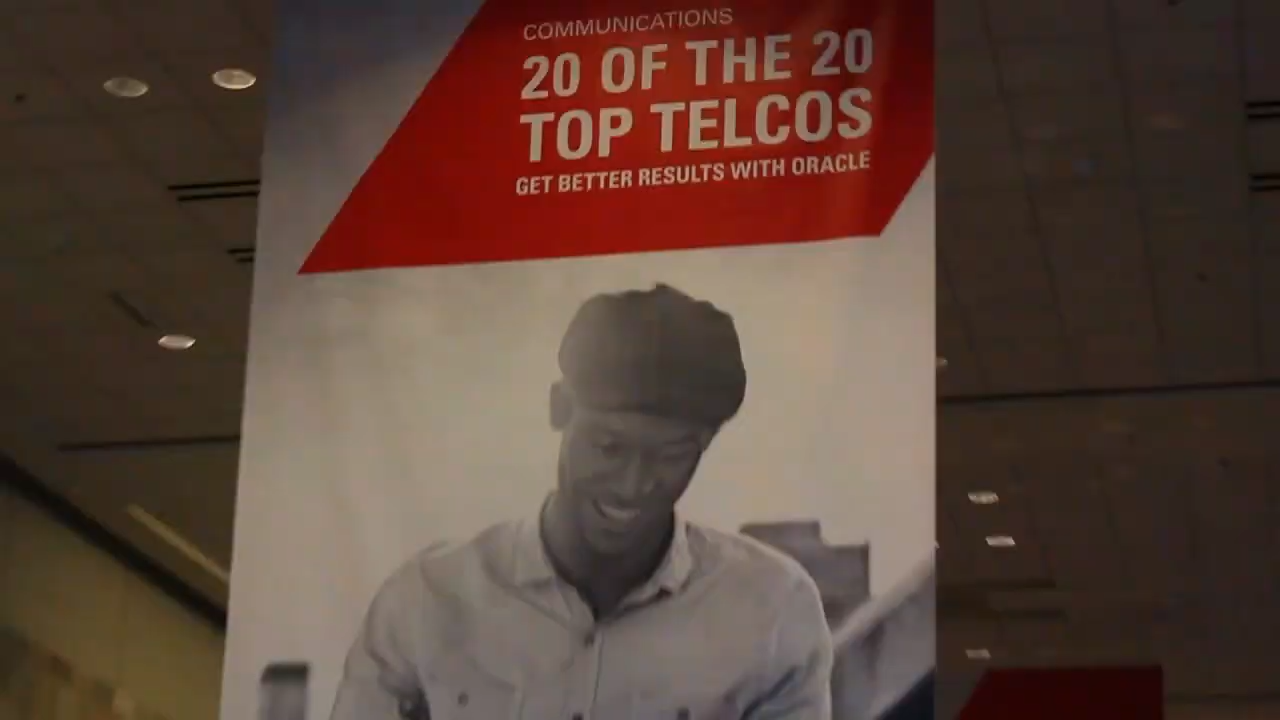 COMMUNICATIONS
20 OF THE 20
TOP TELCOS
GET BETTER RESULTS WITH ORACLE